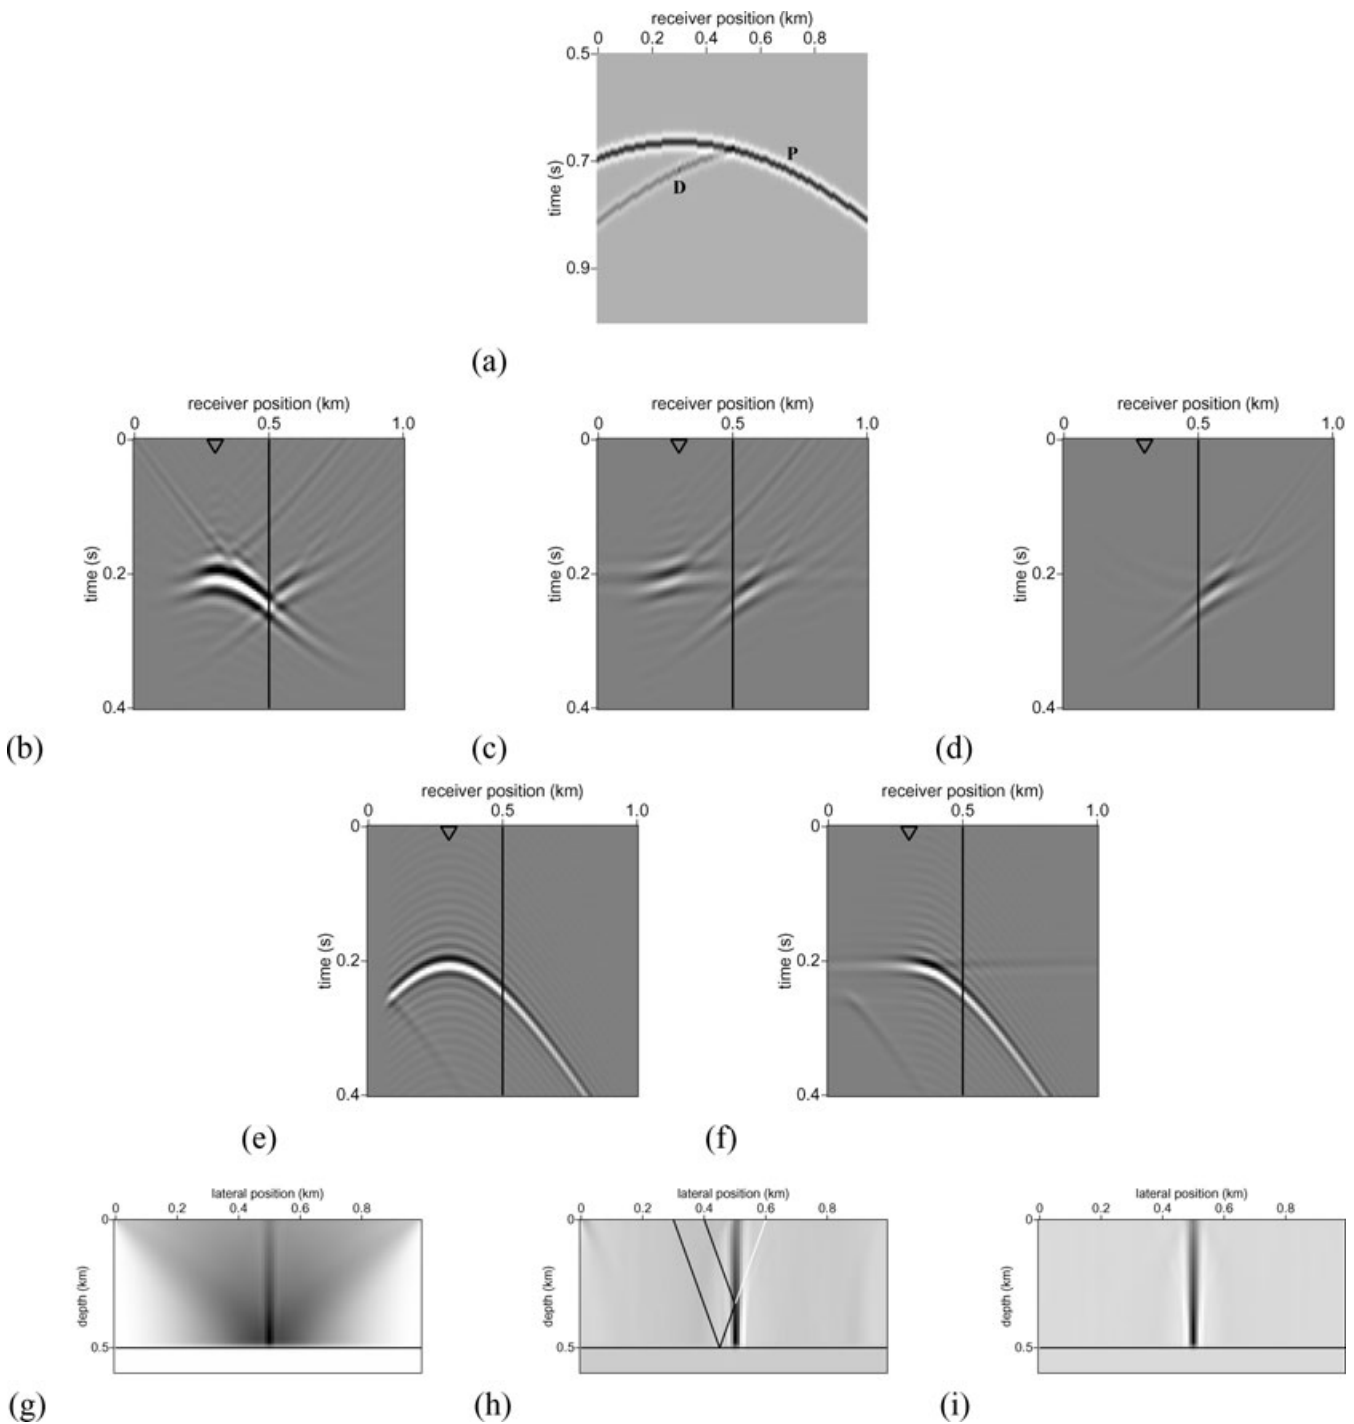 receiver position (km)
0 0.2 0.4 0.6 0.8
0.5
0.7
0.9
time (s)
P
D
(a)
receiver position (km)
0 0.5 1.0
0
0.2
0.4
time (s)
(b)
receiver position (km)
0 0.5 1.0
0
0.2
0.4
time (s)
(c)
receiver position (km)
0 0.5 1.0
0
0.2
0.4
time (s)
(d)
receiver position (km)
0 0.5 1.0
0
0.2
0.4
time (s)
(e)
receiver position (km)
0 0.5 1.0
0
0.2
0.4
time (s)
(f)
lateral position (km)
0 0.2 0.4 0.6 0.8
0
0.5
depth (km)
(g)
lateral position (km)
0 0.2 0.4 0.6 0.8
0
0.5
depth (km)
(h)
lateral position (km)
0 0.2 0.4 0.6 0.8
0
0.5
depth (km)
(i)